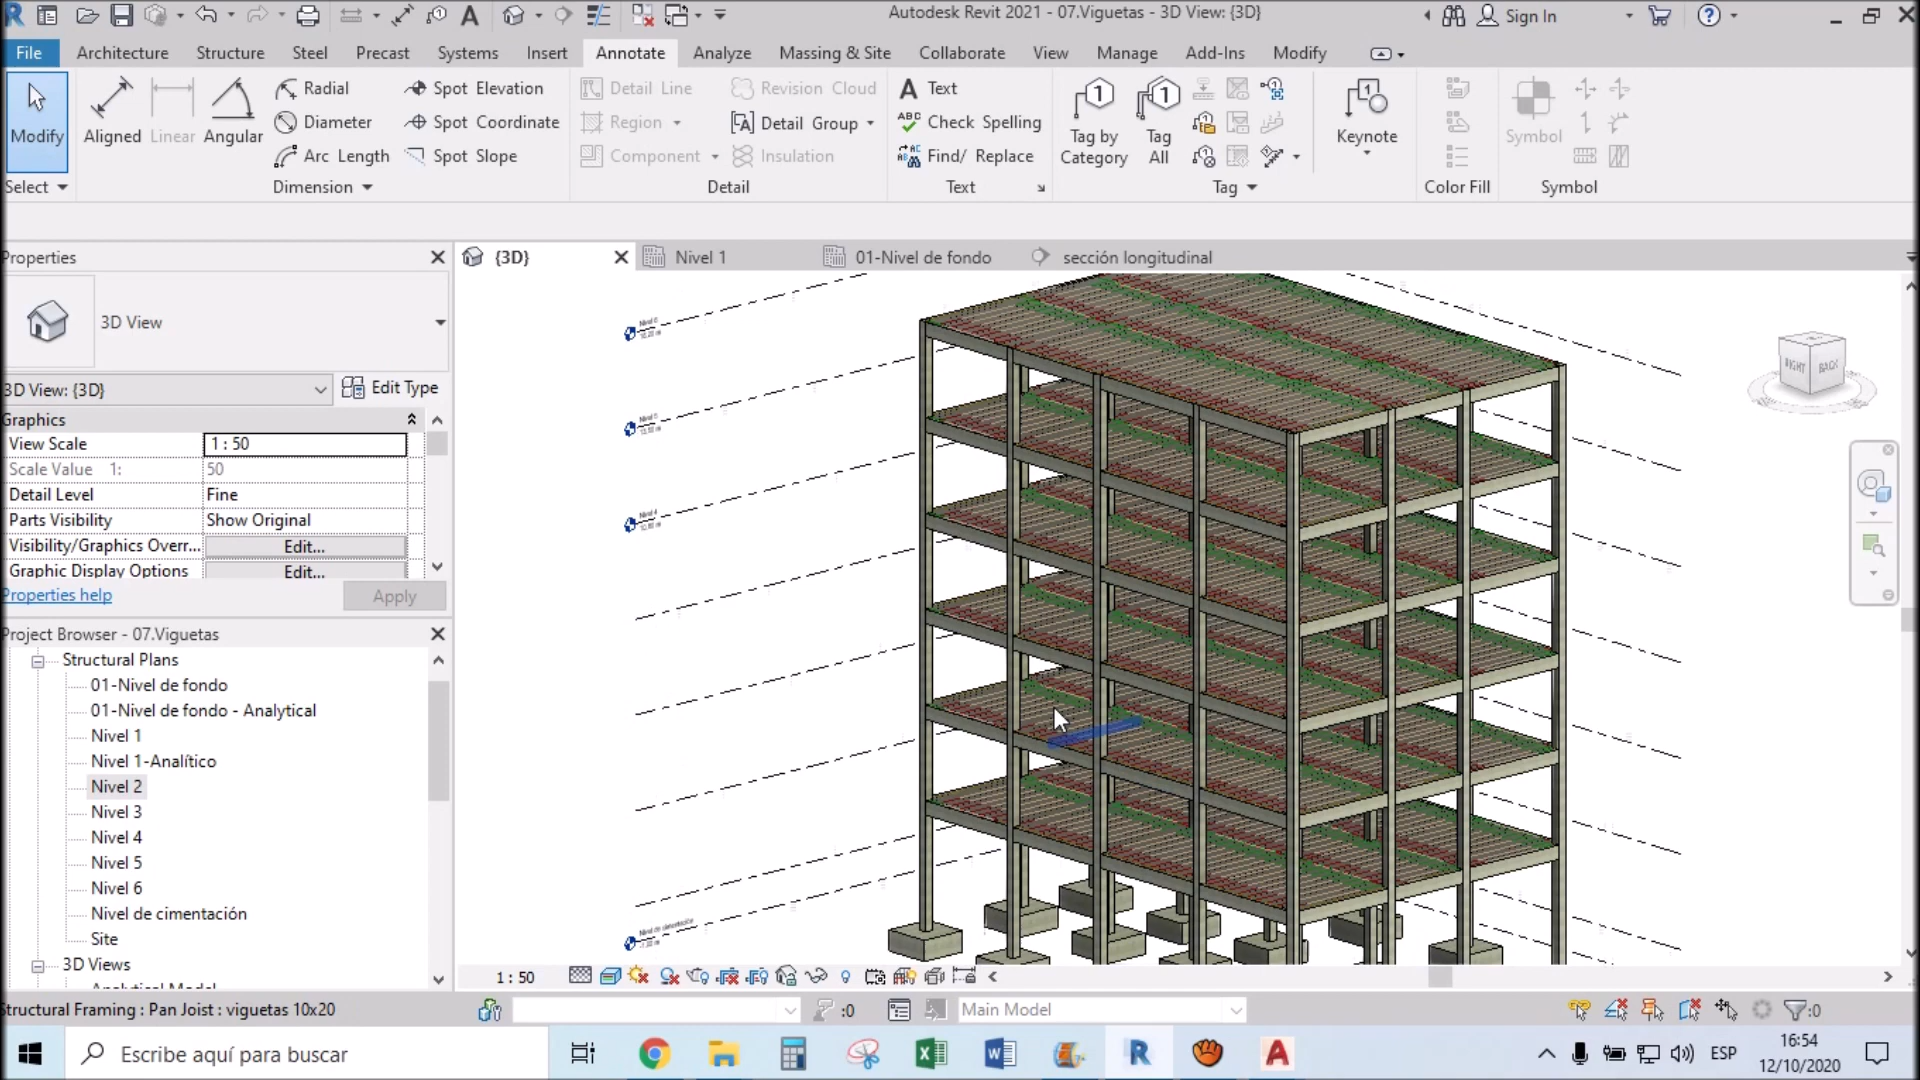 Autodesk Revit 2021 - 07.Viguetas - 3D View: {3D}
Sign In
File
Architecture
Structure
Steel
Precast
Systems
Insert
Annotate
Analyze
Massing & Site
Collaborate
View
Manage
Add-Ins
Modify
Modify
Aligned
Linear
Angular
Radial
Diameter
Arc Length
Spot Elevation
Spot Coordinate
Spot Slope
Detail Line
Region
Component
Revision Cloud
Detail Group
Insulation
Text
Check Spelling
Find/ Replace
Tag by
Category
Tag
All
Keynote
Symbol
Select
Dimension
Detail
Text
Tag
Color Fill
Symbol
Properties
{3D}
Nivel 1
01-Nivel de fondo
sección longitudinal
3D View
3D View: {3D}
Edit Type
Graphics
View Scale
1 : 50
Scale Value 1:
50
Detail Level
Fine
Parts Visibility
Show Original
Visibility/Graphics Overr...
Edit...
Graphic Display Options
Edit...
Properties help
Apply
Project Browser - 07.Viguetas
Structural Plans
01-Nivel de fondo
01-Nivel de fondo - Analytical
Nivel 1
Nivel 1-Analítico
Nivel 2
Nivel 3
Nivel 4
Nivel 5
Nivel 6
Nivel de cimentación
Site
3D Views
Analytical Model
RIGHT
BACK
1 : 50
Structural Framing : Pan Joist : viguetas 10x20
:0
Main Model
:0
Escribe aquí para buscar
ESP
16:54
12/10/2020